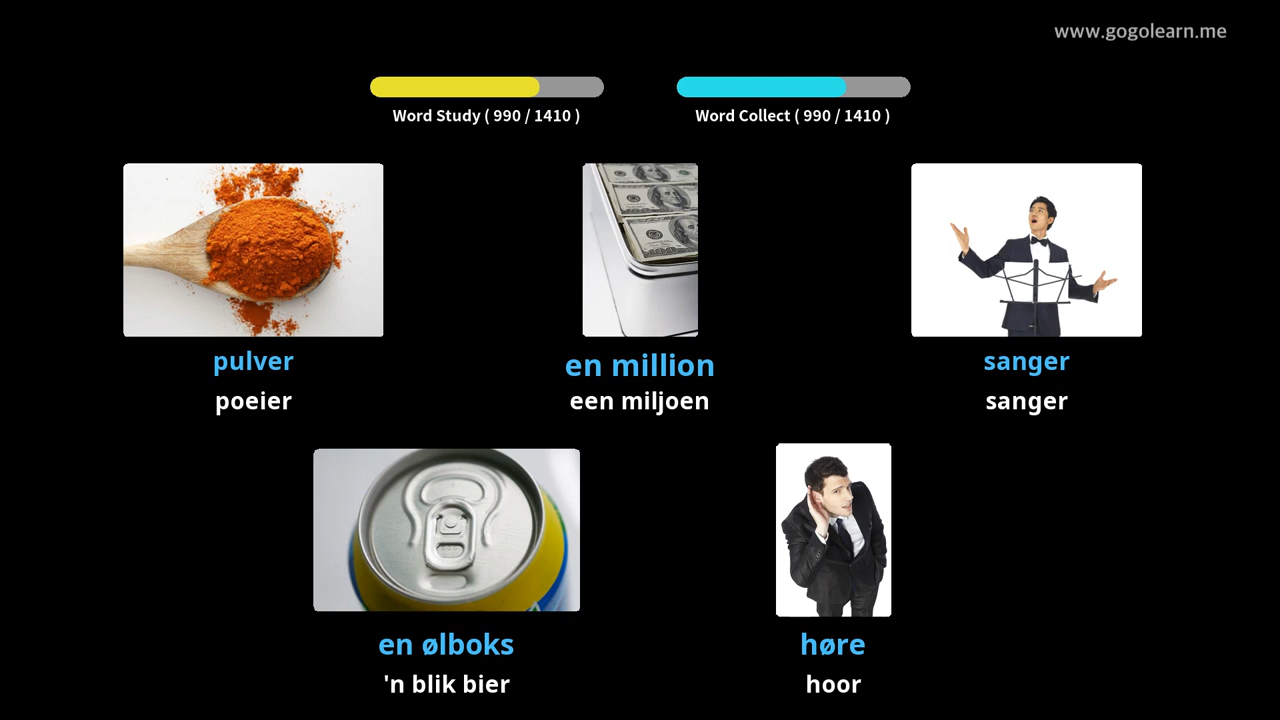 www.gogolearn.me
Word Study ( 990 / 1410 )
Word Collect ( 990 / 1410 )
pulver
poeier
en million
een miljoen
sanger
sanger
en ølboks
'n blik bier
høre
hoor